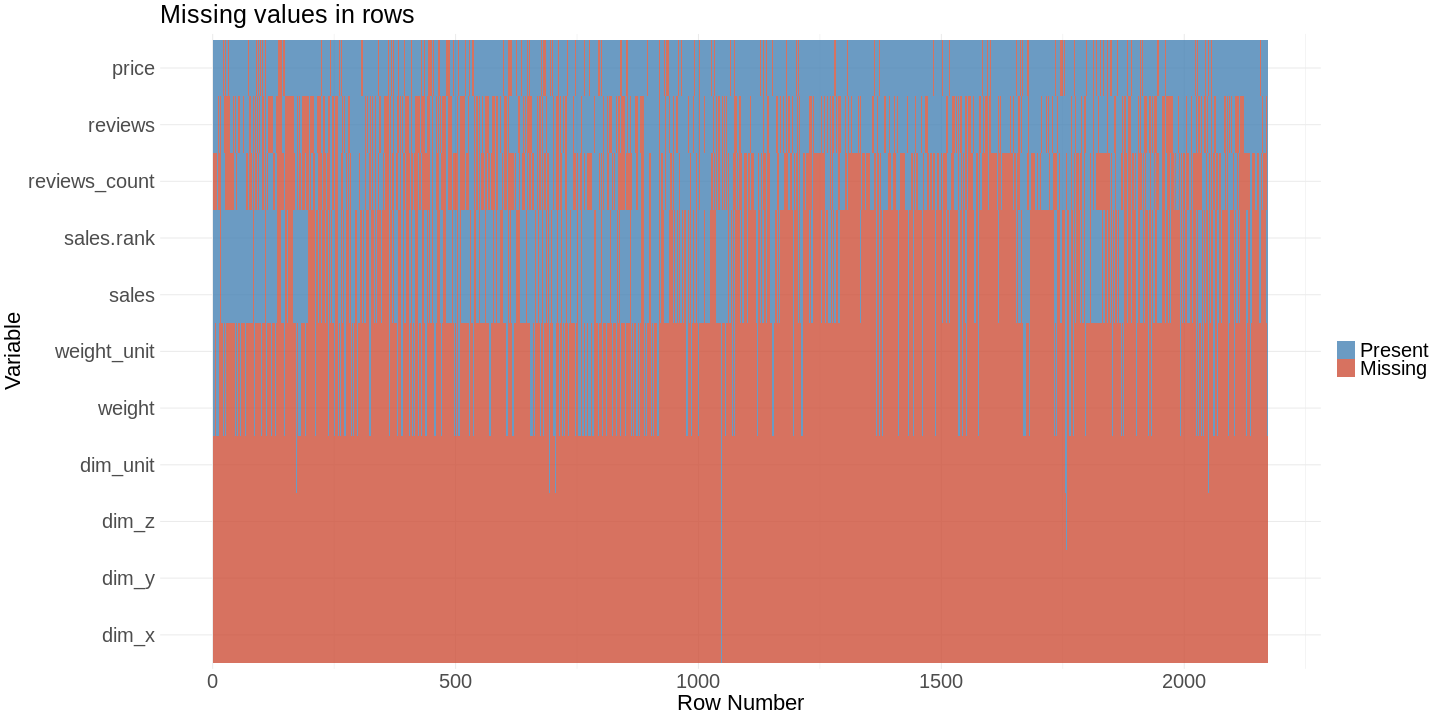 Missing values in rows
price
reviews
reviews_count
sales.rank
sales
weight_unit
weight
dim_unit
dim_z
dim_y
dim_x
Variable
0 500 1000 1500 2000
Row Number
Present
Missing